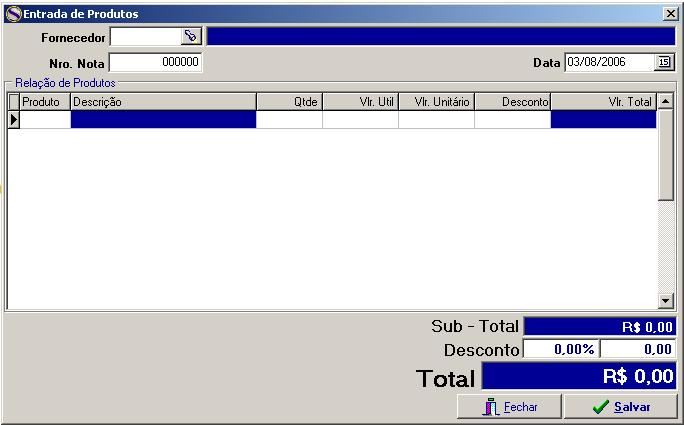 Entrada de Produtos
Fornecedor
Nro. Nota 000000 Data 03/08/2006 15
Relação de Produtos
Produto Descrição Qtde Vlr. Util Vlr. Unitário Desconto Vlr. Total
Sub - Total R$ 0,00
Desconto 0,00% 0,00
Total R$ 0,00
Fechar Salvar